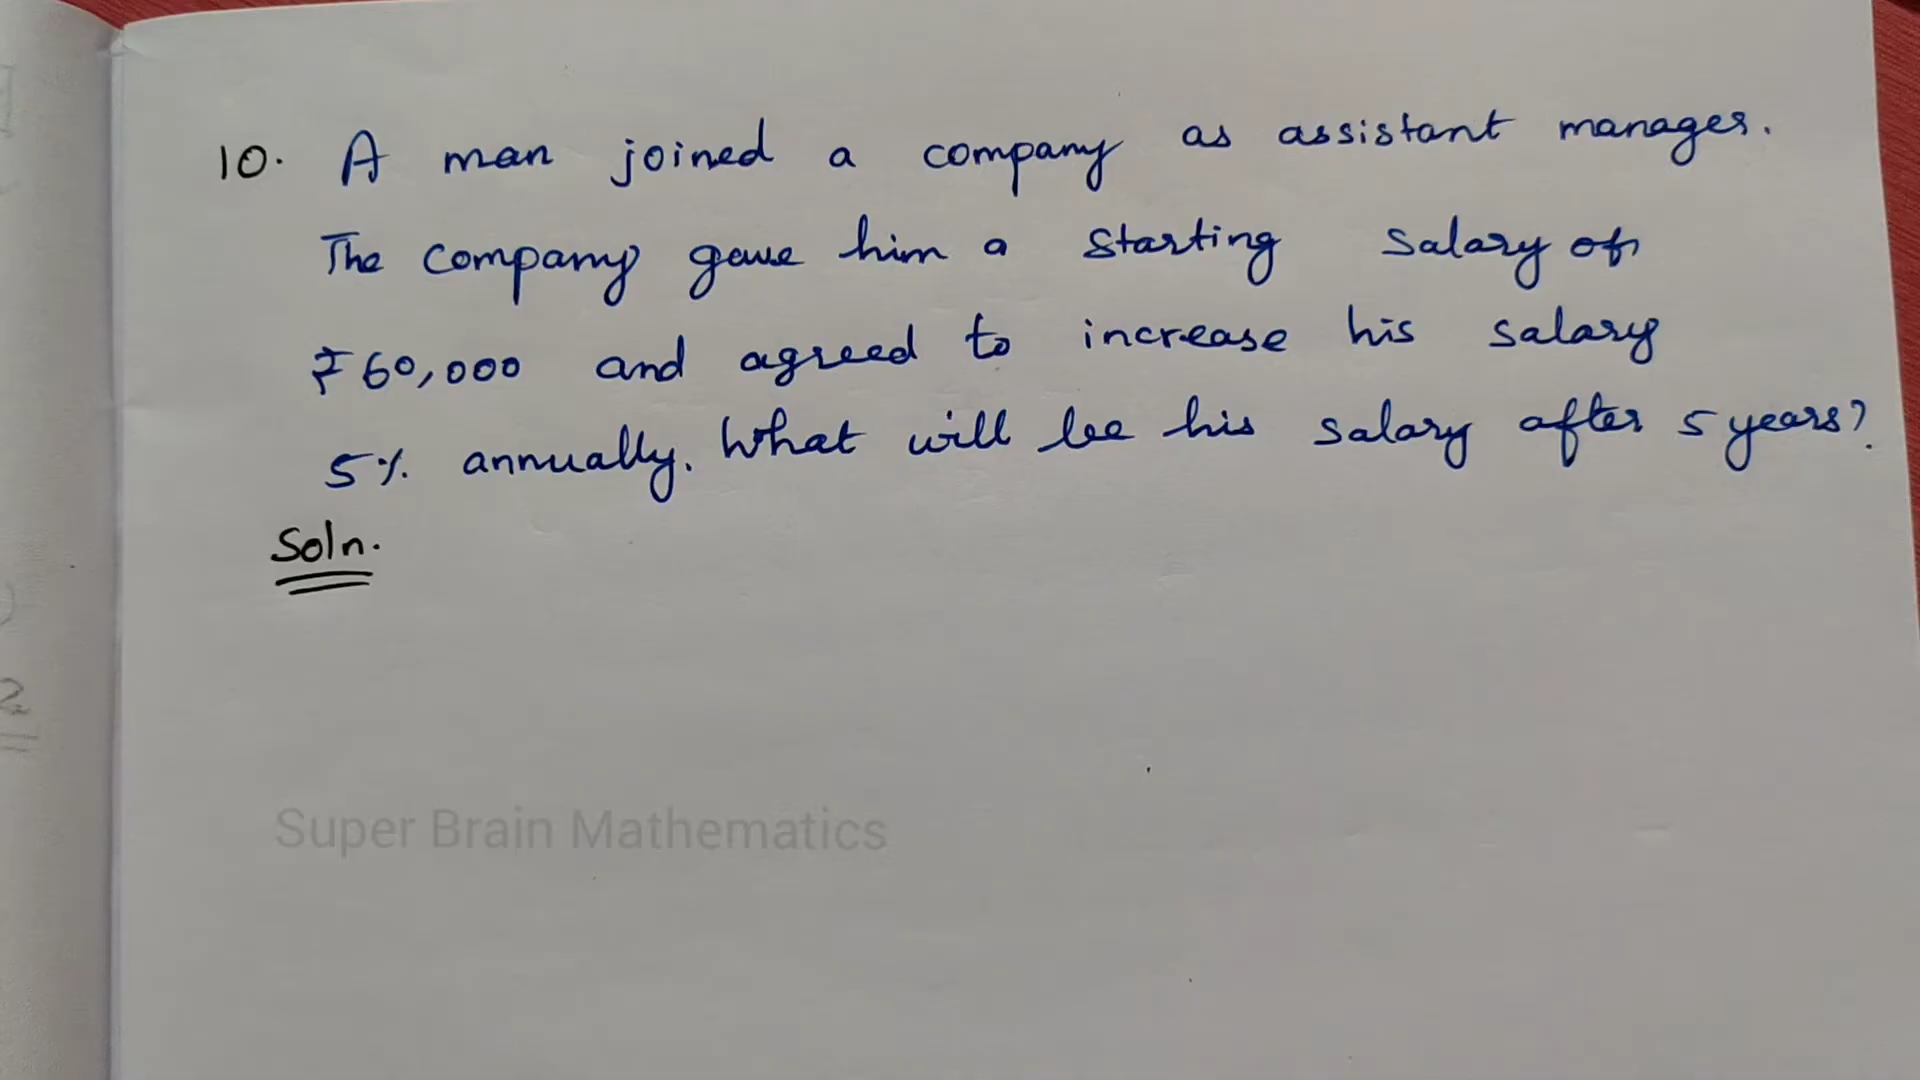 10. A man joined a company as assistant manager.
The company gave him a starting salary of
₹60,000 and agreed to increase his salary
5% annually. What will be his salary after 5 years?
Soln.
Super Brain Mathematics
2